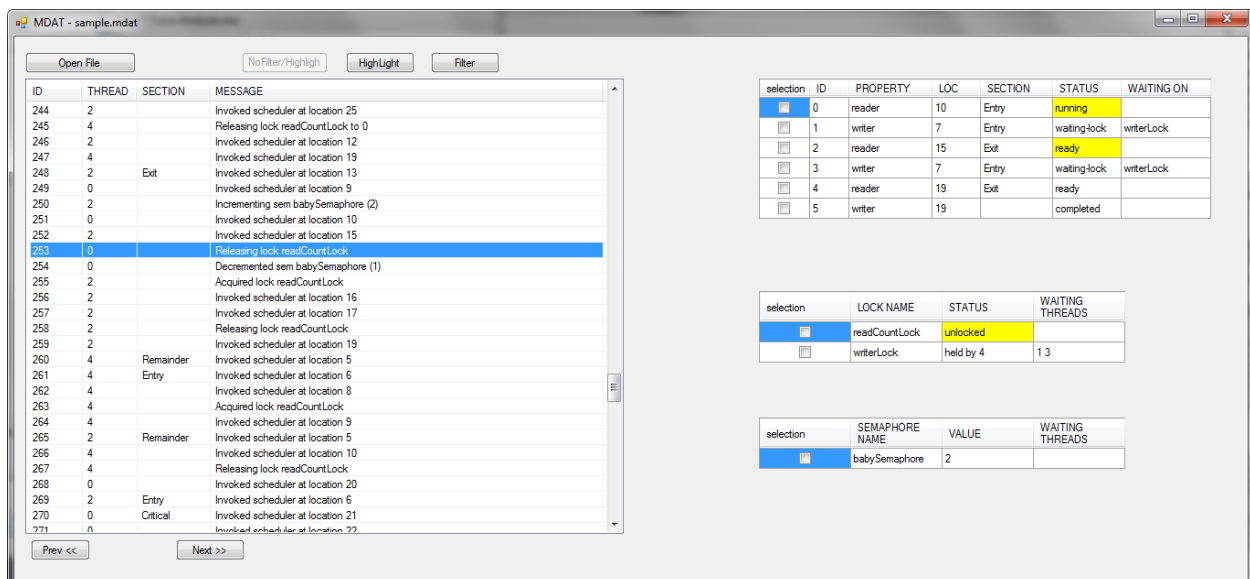 MDAT - sample.mdat
Open File NoFilter/Highligh HighLight Filter
ID THREAD SECTION MESSAGE
244 2 Invoked scheduler at location 25
245 4 Releasing lock readCountLock to 0
246 2 Invoked scheduler at location 12
247 4 Invoked scheduler at location 19
248 2 Exit Invoked scheduler at location 13
249 0 Invoked scheduler at location 9
250 2 Incrementing sem babySemaphore (2)
251 0 Invoked scheduler at location 10
252 2 Invoked scheduler at location 15
253 0 Releasing lock readCountLock
254 0 Decremented sem babySemaphore (1)
255 2 Acquired lock readCountLock
256 2 Invoked scheduler at location 16
257 2 Invoked scheduler at location 17
258 2 Releasing lock readCountLock
259 2 Invoked scheduler at location 19
260 4 Remainder Invoked scheduler at location 5
261 4 Entry Invoked scheduler at location 6
262 4 Invoked scheduler at location 8
263 4 Acquired lock readCountLock
264 4 Invoked scheduler at location 9
265 2 Remainder Invoked scheduler at location 5
266 4 Invoked scheduler at location 10
267 4 Releasing lock readCountLock
268 0 Invoked scheduler at location 20
269 2 Entry Invoked scheduler at location 6
270 0 Critical Invoked scheduler at location 21
271 0 Invoked scheduler at location 22
Prev << Next >>
selection ID PROPERTY LOC SECTION STATUS WAITING ON
0 reader 10 Entry running
1 writer 7 Entry waiting-lock writerLock
2 reader 15 Exit ready
3 writer 7 Entry waiting-lock writerLock
4 reader 19 Exit ready
5 writer 19 completed
selection LOCK NAME STATUS WAITING THREADS
readCountLock unlocked
writerLock held by 4 1 3
selection SEMAPHORE NAME VALUE WAITING THREADS
babySemaphore 2